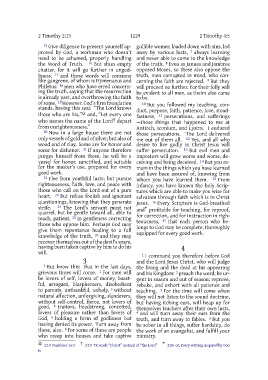 2 Timothy 2:15 1229 2 Timothy 4:5
15 Give diligence to present yourself approved by God, a workman who doesn't
need to be ashamed, properly handling
the Word of Truth. 16 But shun empty
chatter, for it will go further in ungodliness,
17 and those words will consume
like gangrene, of whom is Hymenaeus and
Philetus: 18 men who have erred concerning the truth, saying that the resurrection
is already past, and overthrowing the faith
of some. 19 However, God's firm foundation
stands, having this seal: "The Lord knows
those who are his," and, "Let every one
who names the name of the Lord depart
from unrighteousness."
20 Now in a large house there are not
only vessels of gold and of silver, but also of
wood and of clay. Some are for honor and
some for dishonor. 21 If anyone therefore
purges himself from these, he will be a
vessel for honor, sanctified, and suitable
for the master's use, prepared for every
good work.
22 Flee from youthful lusts; but pursue
righteousness, faith, love, and peace with
those who call on the Lord out of a pure
heart. 23 But refuse foolish and ignorant
questionings, knowing that they generate
strife. 24 The Lord's servant must not
quarrel, but be gentle toward all, able to
teach, patient, 25 in gentleness correcting
those who oppose him: perhaps God may
give them repentance leading to a full
knowledge of the truth, 26 and they may
recover themselves out of the devil's snare,
having been taken captive by him to do his
will.
3
1 But know this: that in the last days,
grievous times will come. 2 For men will
be lovers of self, lovers of money, boastful, arrogant, blasphemers, disobedient
to parents, unthankful, unholy, 3 without
natural affection, unforgiving, slanderers,
without self-control, fierce, not lovers of
good, 4 traitors, headstrong, conceited,
lovers of pleasure rather than lovers of
God, 5 holding a form of godliness but
having denied its power. Turn away from
these, also. 6 For some of these are people
who creep into houses and take captive
gullible women loaded down with sins, led
away by various lusts, 7 always learning
and never able to come to the knowledge
of the truth. 8 Even as Jannes and Jambres
opposed Moses, so these also oppose the
truth, men corrupted in mind, who concerning the faith are rejected. 9 But they
will proceed no further. For their folly will
be evident to all men, as theirs also came
to be.
10 But you followed my teaching, conduct, purpose, faith, patience, love, steadfastness, 11 persecutions, and sufferings
—those things that happened to me at
Antioch, Iconium, and Lystra. I endured
those persecutions. The Lord delivered
me out of them all. 12 Yes, and all who
desire to live godly in Christ Jesus will
suffer persecution. 13 But evil men and
impostors will grow worse and worse, deceiving and being deceived. 14 But you remain in the things which you have learned
and have been assured of, knowing from
whom you have learned them. 15 From
infancy, you have known the holy Scriptures which are able to make you wise for
salvation through faith which is in Christ
Jesus. 16 Every Scripture is God-breathed
and profitable for teaching, for reproof,
for correction, and for instruction in righteousness, 17 that each person who belongs to God may be complete, thoroughly
equipped for every good work.
4
1 I command you therefore before God
and the Lord Jesus Christ, who will judge
the living and the dead at his appearing
and his Kingdom: 2 preach the word; be urgent in season and out of season; reprove,
rebuke, and exhort with all patience and
teaching. 3 For the time will come when
they will not listen to the sound doctrine,
but having itching ears, will heap up for
themselves teachers after their own lusts,
4 and will turn away their ears from the
truth, and turn away to fables. 5 But you
be sober in all things, suffer hardship, do
the work of an evangelist, and fulfill your
ministry.